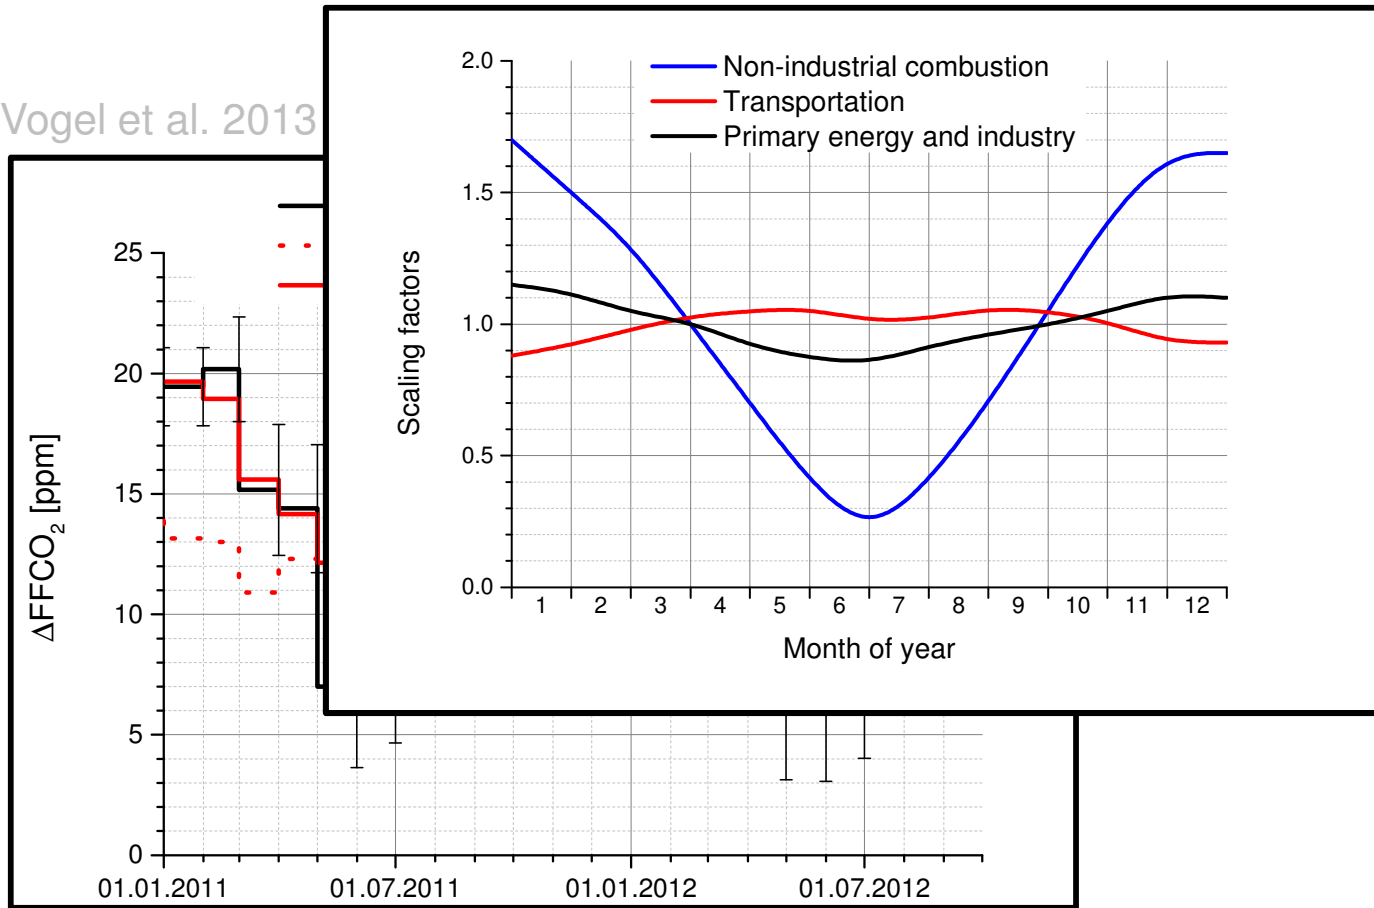 Vogel et al. 2013
25
20
15
10
5
0
ΔFFCO₂ [ppm]
01.01.2011
01.07.2011
01.01.2012
01.07.2012
Non-industrial combustion
Transportation
Primary energy and industry
2.0
1.5
1.0
0.5
0.0
Scaling factors
1 2 3 4 5 6 7 8 9 10 11 12
Month of year